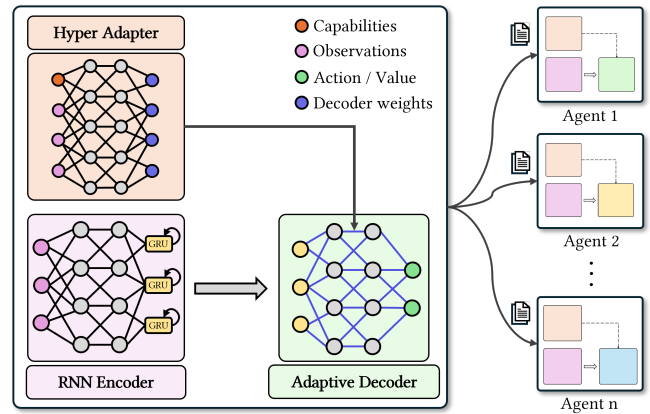 Hyper Adapter
Capabilities
Observations
Action / Value
Decoder weights
GRU
GRU
GRU
RNN Encoder
Adaptive Decoder
Agent 1
Agent 2
Agent n